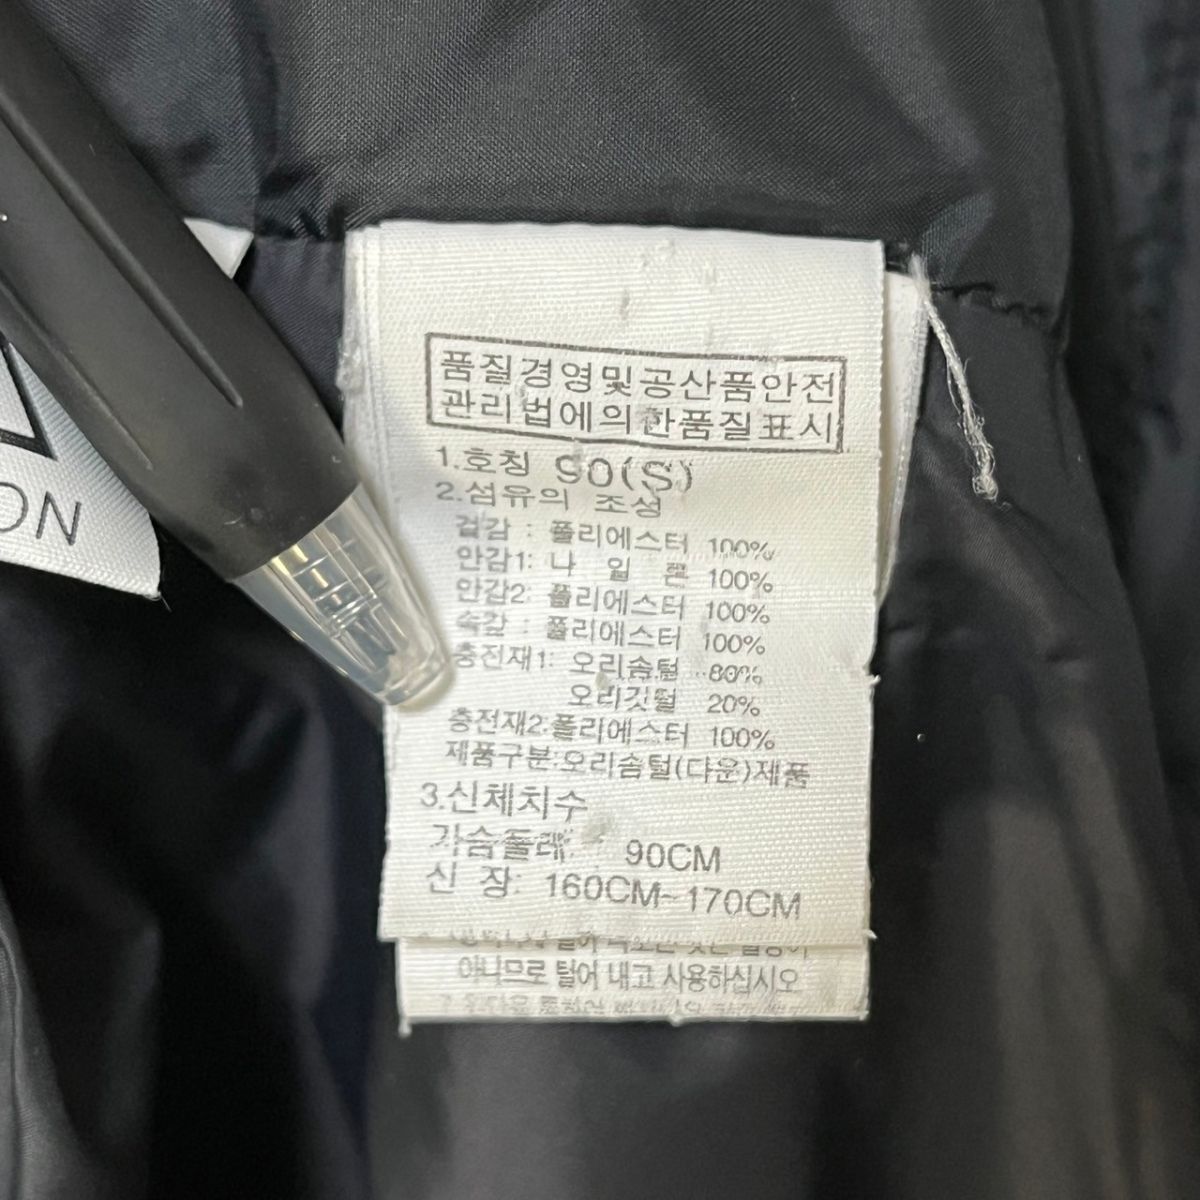 품질경영및공산품안전
관리법에의한품질표시
1.호칭 90(S)
2.섬유의 조성
겉감 : 폴리에스터 100%
안감1: 나 일 론 100%
안감2: 폴리에스터 100%
속감 : 폴리에스터 100%
충전재1: 오리솜털 80%
오리깃털 20%
충전재2:폴리에스터 100%
제품구분:오리솜털(다운)제품
3.신체치수
가슴둘레: 90CM
신 장: 160CM~170CM
아니므로 털어 내고 사용하십시오
ON